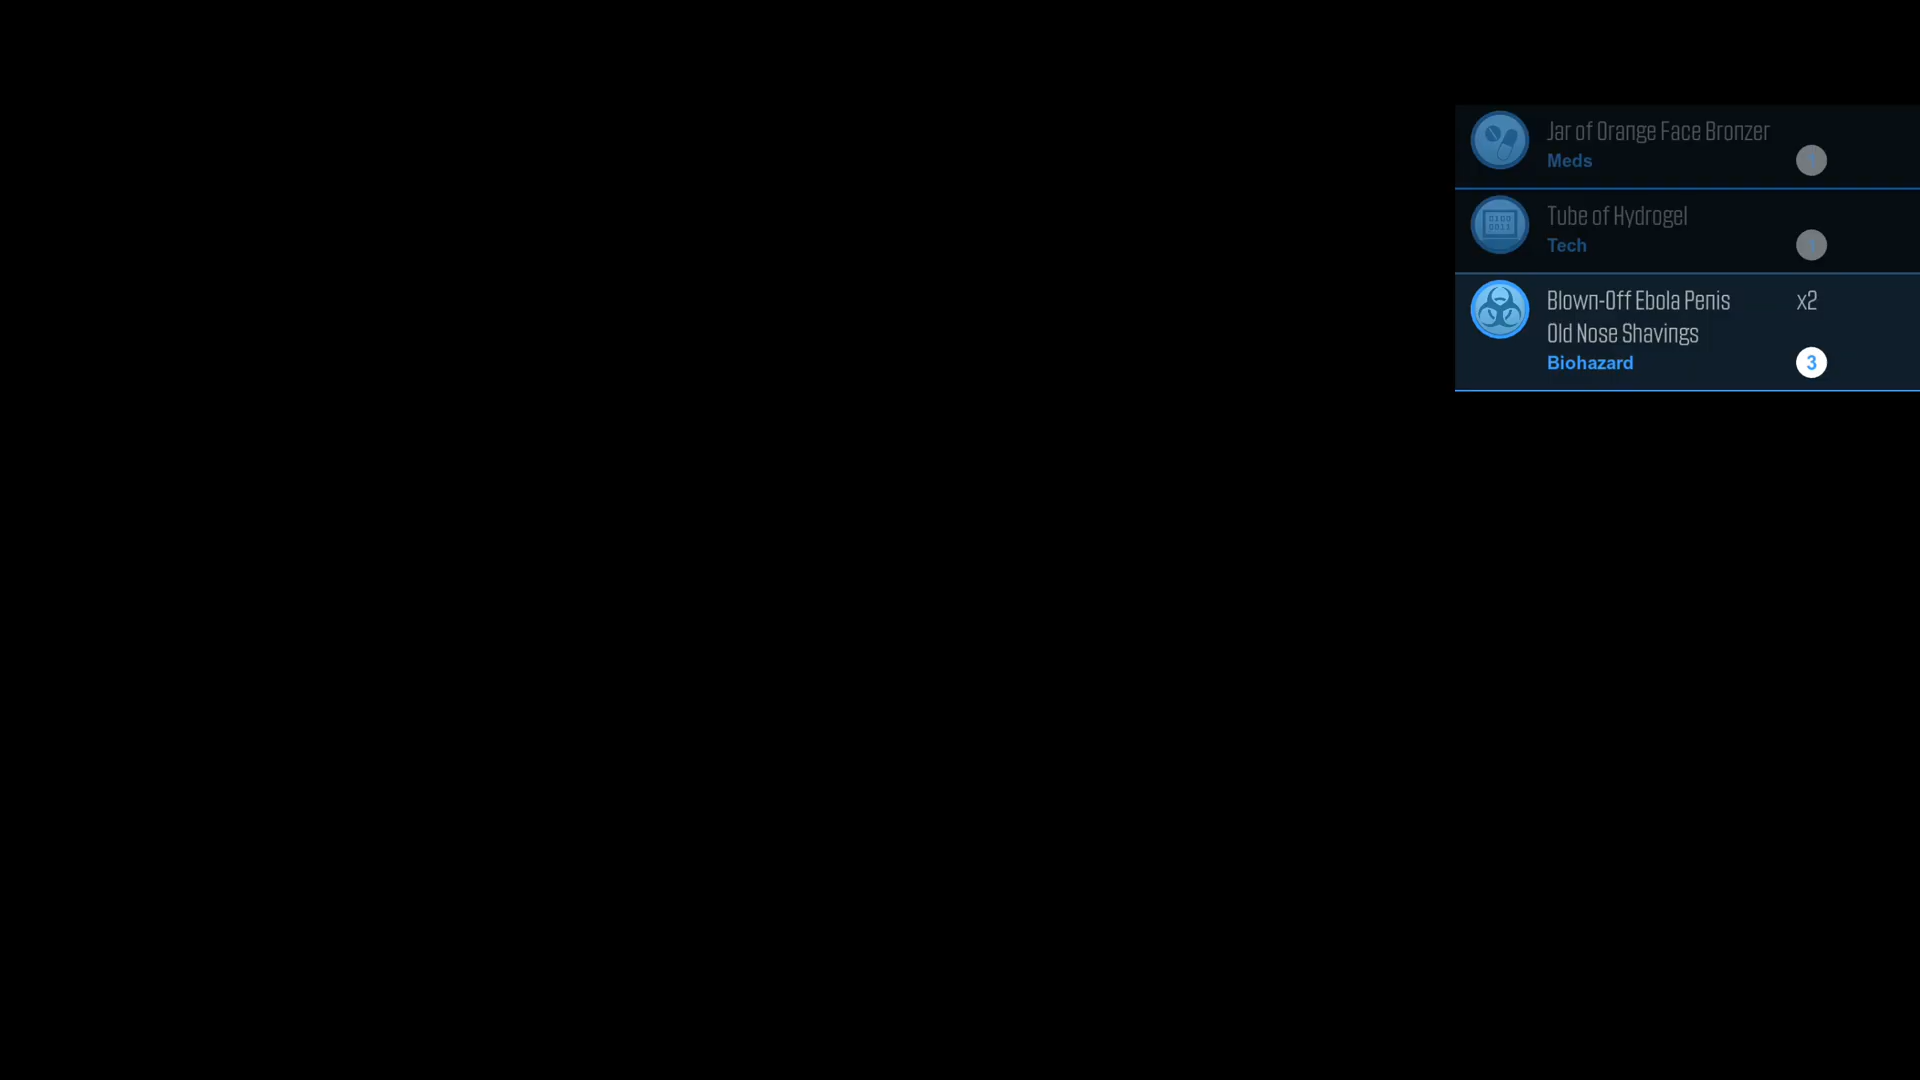 Jar of Orange Face Bronzer
Meds
Tube of Hydrogel
Tech
Blown-Off Ebola Penis x2
Old Nose Shavings
Biohazard 3